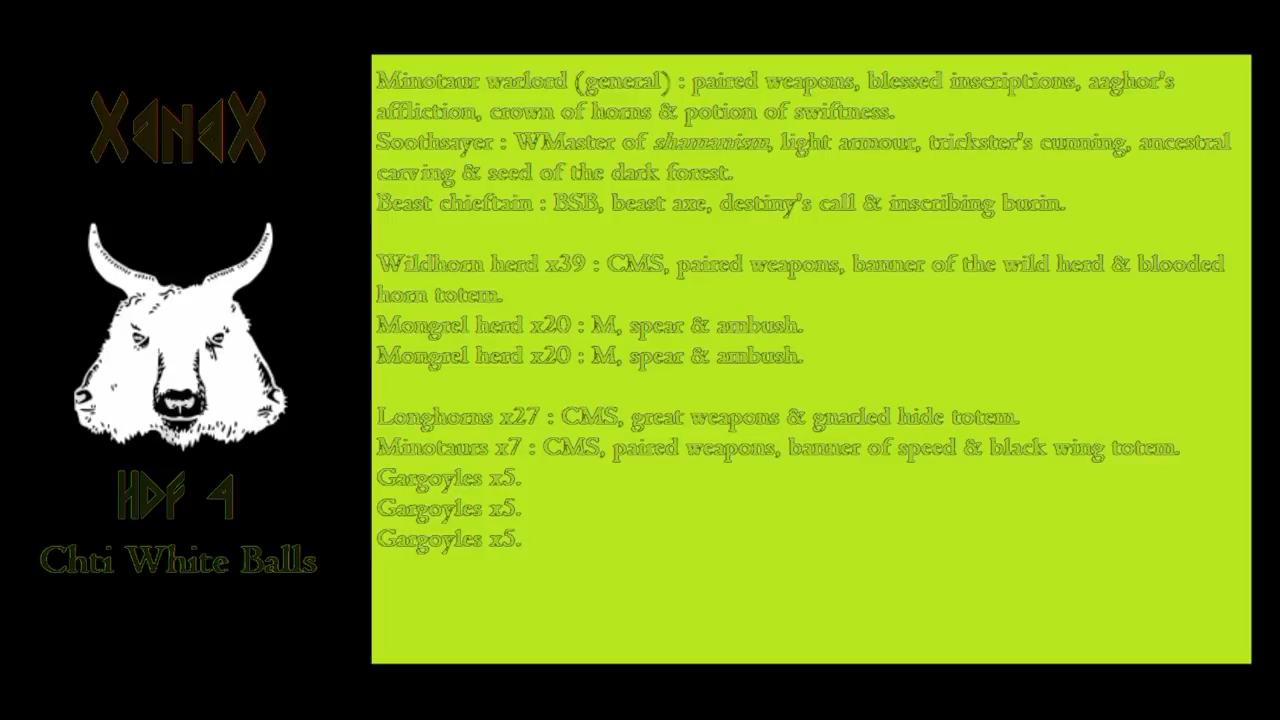 XanaX
HDF 4
Chti White Balls
Minotaur warlord (general) : paired weapons, blessed inscriptions, aaghor's
affliction, crown of horns & potion of swiftness.
Soothsayer : WMaster of shamanism, light armour, trickster's cunning, ancestral
carving & seed of the dark forest.
Beast chieftain : BSB, beast axe, destiny's call & inscribing burin.
Wildhorn herd x39 : CMS, paired weapons, banner of the wild herd & blooded
horn totem.
Mongrel herd x20 : M, spear & ambush.
Mongrel herd x20 : M, spear & ambush.
Longhorns x27 : CMS, great weapons & gnarled hide totem.
Minotaurs x7 : CMS, paired weapons, banner of speed & black wing totem.
Gargoyles x5.
Gargoyles x5.
Gargoyles x5.